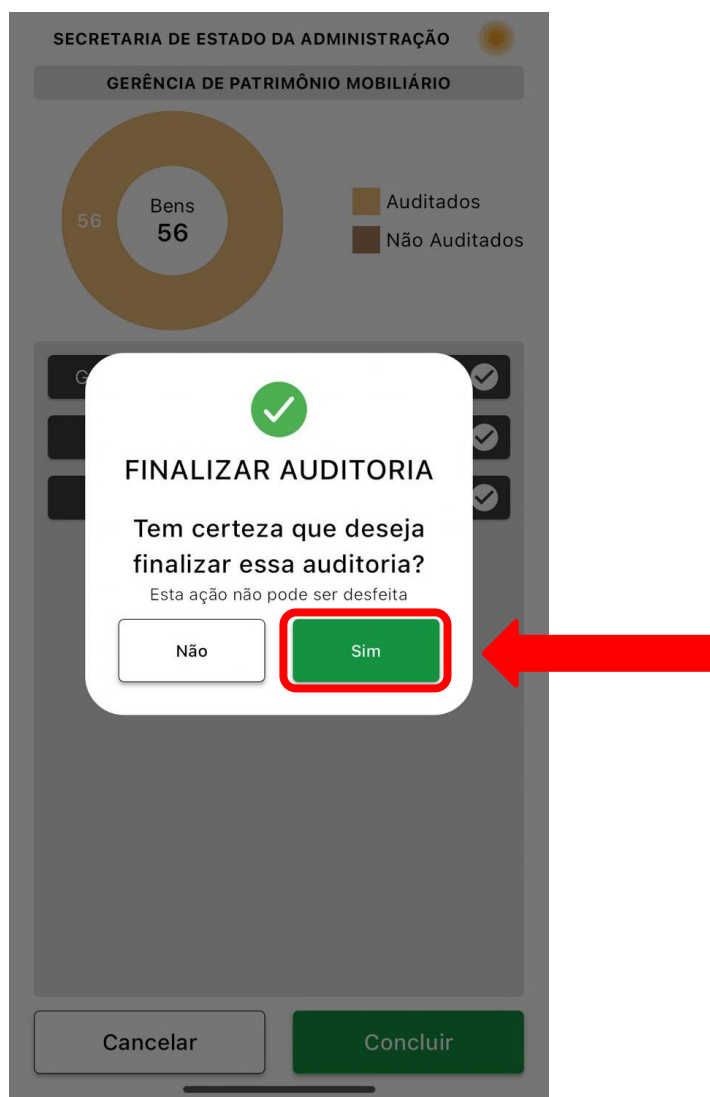 SECRETARIA DE ESTADO DA ADMINISTRAÇÃO
GERÊNCIA DE PATRIMÔNIO MOBILIÁRIO
Bens
56
56
Auditados
Não Auditados
G
FINALIZAR AUDITORIA
Tem certeza que deseja
finalizar essa auditoria?
Esta ação não pode ser desfeita
Não
Sim
Cancelar
Concluir